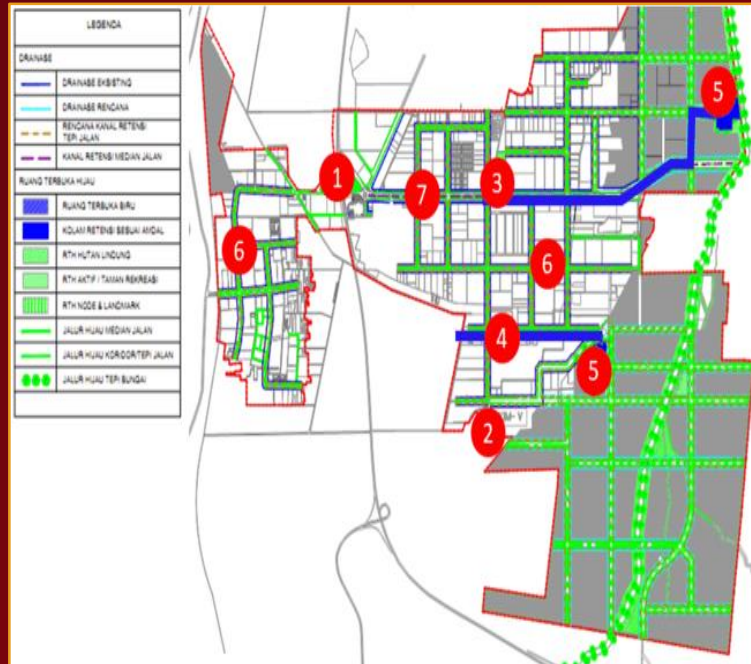 LEGENDA
DRAINASE
DRAINASE EKSISTING
DRAINASE RENCANA
RENCANA KANAL RETENSI
TEPI JALAN
KANAL RETENSI MEDIAN JALAN
RUANG TERBUKA HIJAU
RUANG TERBUKA BIRU
KOLAM RETENSI SESUAI AMDAL
RTH HUTAN LINDUNG
RTH AKTIF / TAMAN REKREASI
RTH NODE & LANDMARK
JALUR HIJAU MEDIAN JALAN
JALUR HIJAU KORIDOR/TEPI JALAN
JALUR HIJAU TEPI SUNGAI
5
1
3
7
6
6
4
5
2